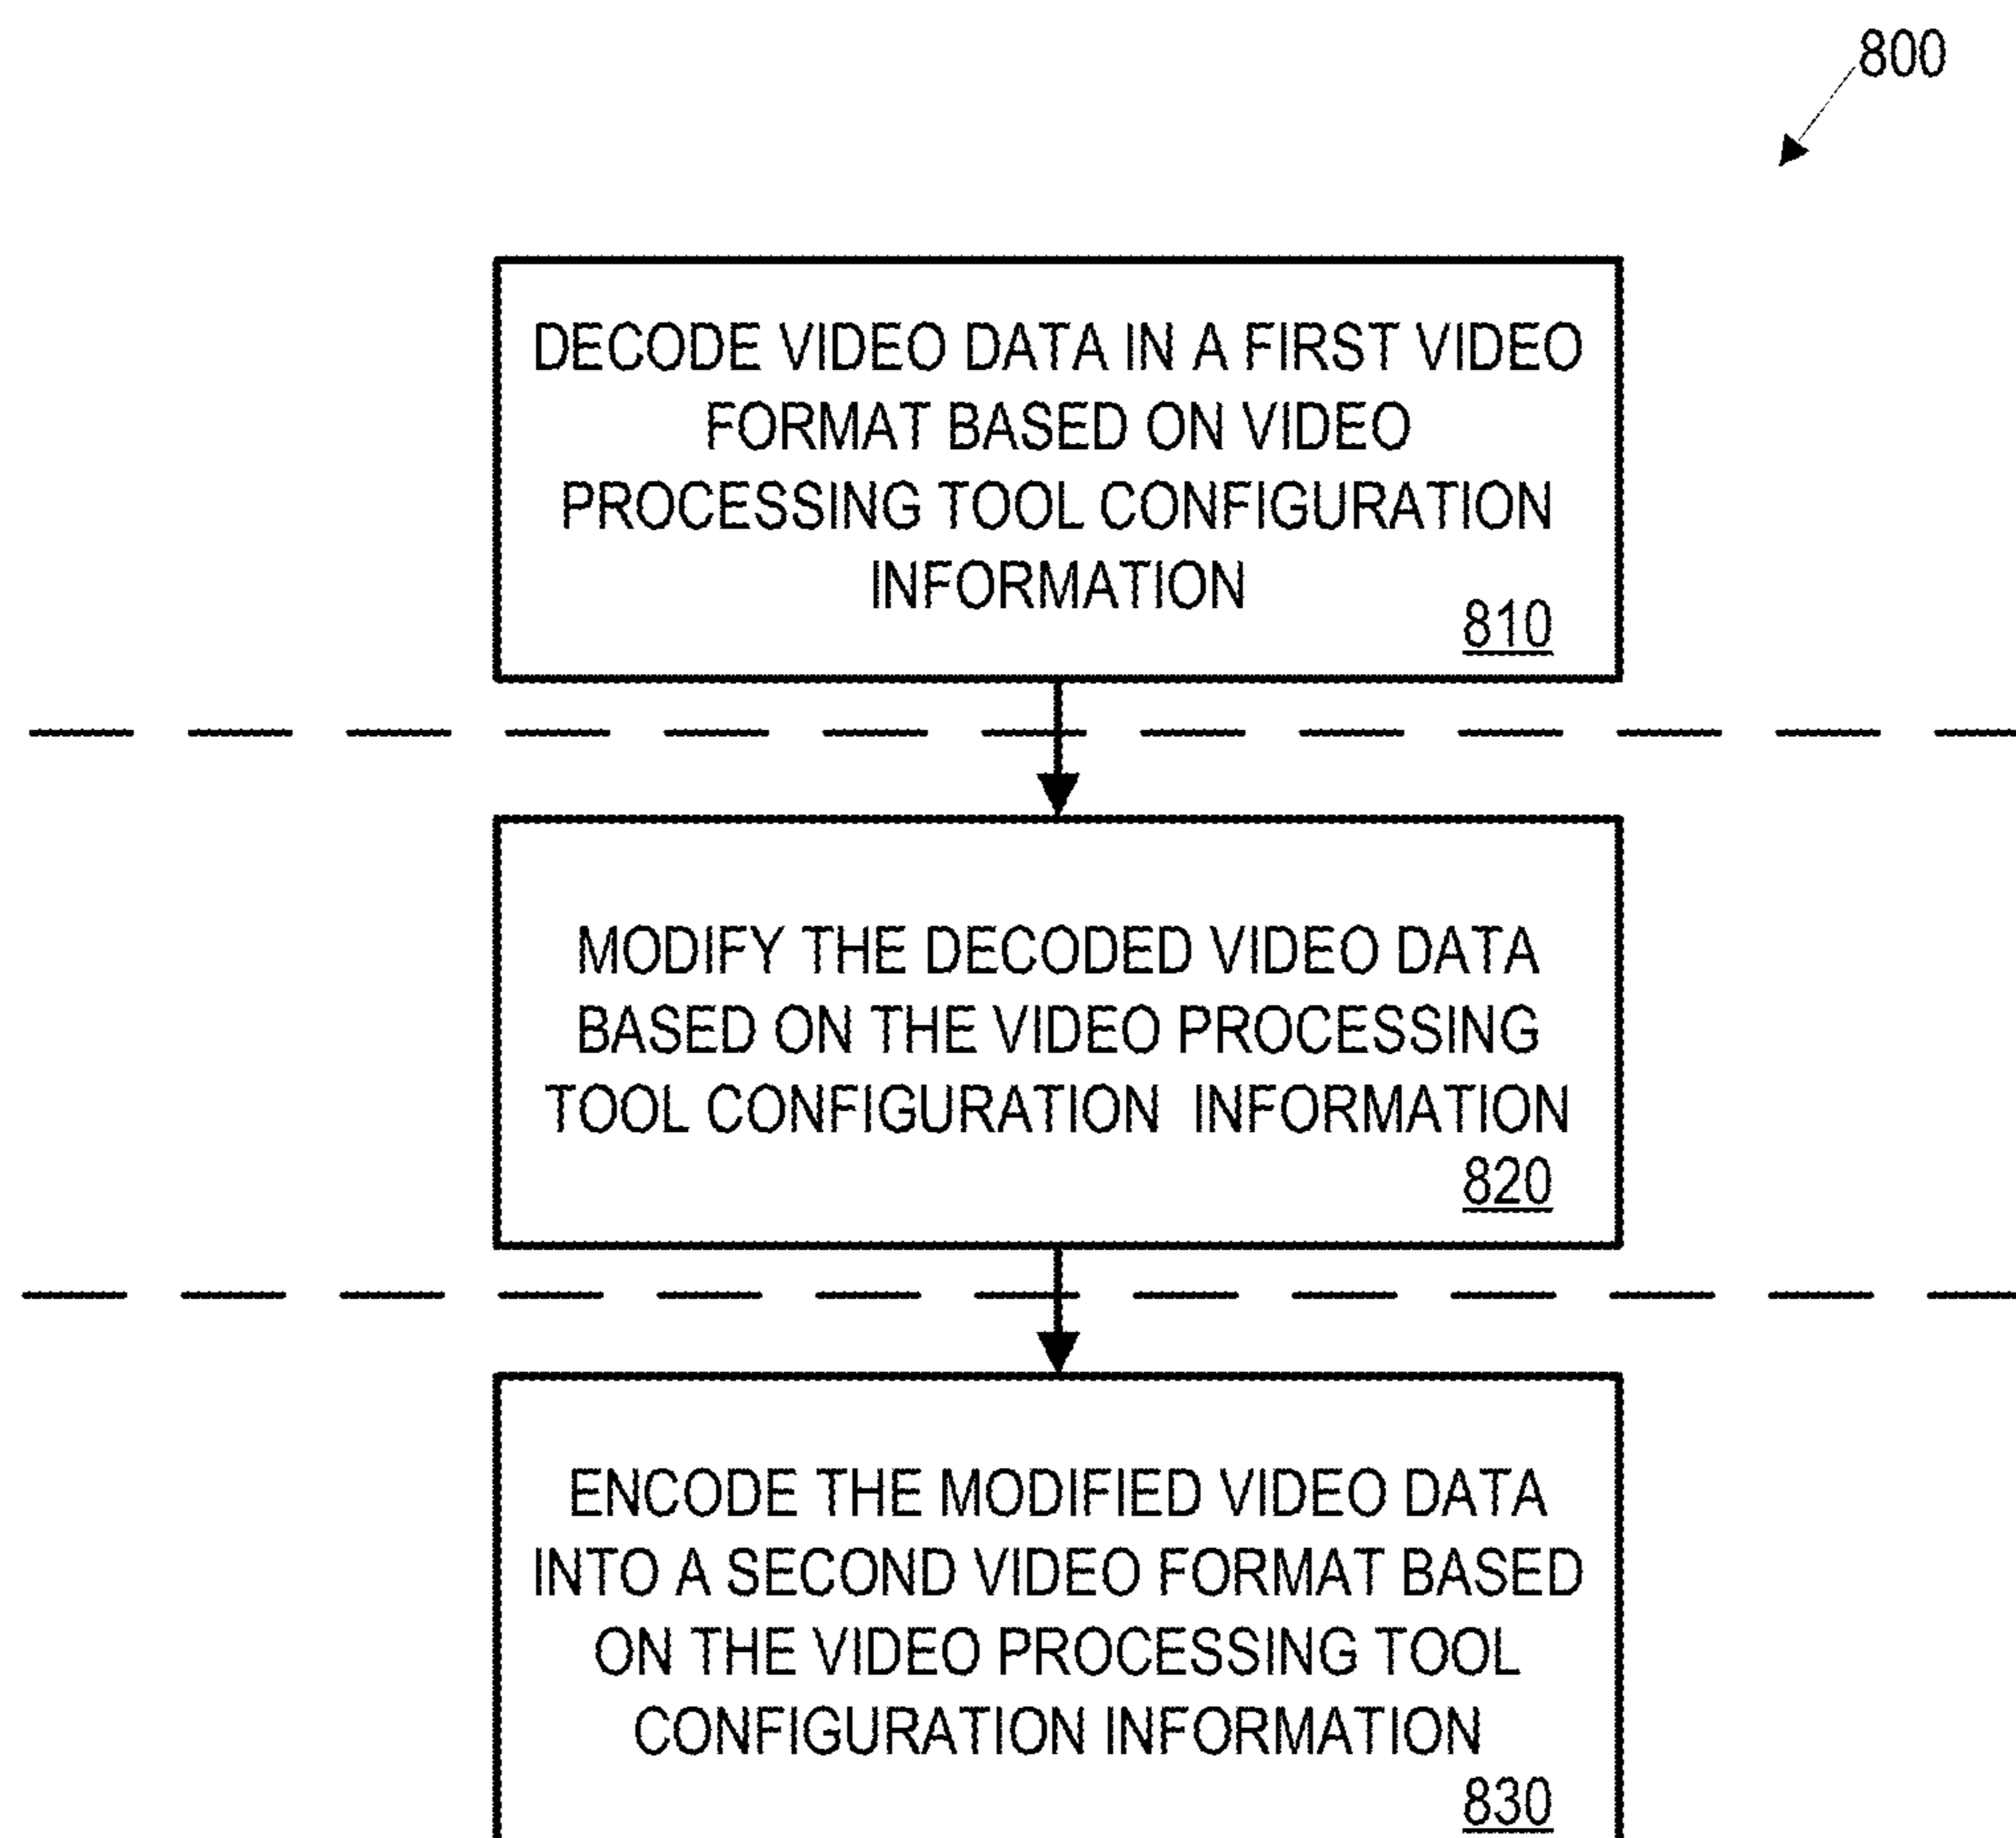 800
DECODE VIDEO DATA IN A FIRST VIDEO
FORMAT BASED ON VIDEO
PROCESSING TOOL CONFIGURATION
INFORMATION
810
MODIFY THE DECODED VIDEO DATA
BASED ON THE VIDEO PROCESSING
TOOL CONFIGURATION INFORMATION
820
ENCODE THE MODIFIED VIDEO DATA
INTO A SECOND VIDEO FORMAT BASED
ON THE VIDEO PROCESSING TOOL
CONFIGURATION INFORMATION
830